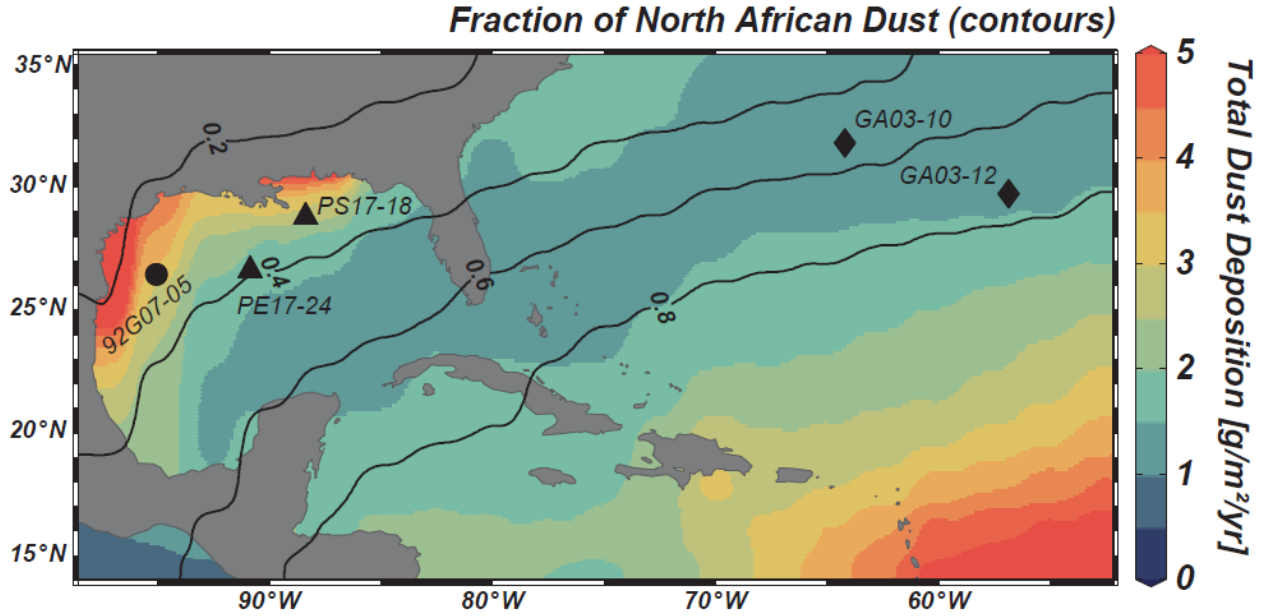 Fraction of North African Dust (contours)
35°N
30°N
25°N
20°N
15°N
90°W
80°W
70°W
60°W
0.2
0.4
0.6
0.8
GA03-10
GA03-12
PS17-18
PE17-24
92G07-05
5
4
3
2
1
0
Total Dust Deposition [g/m²/yr]